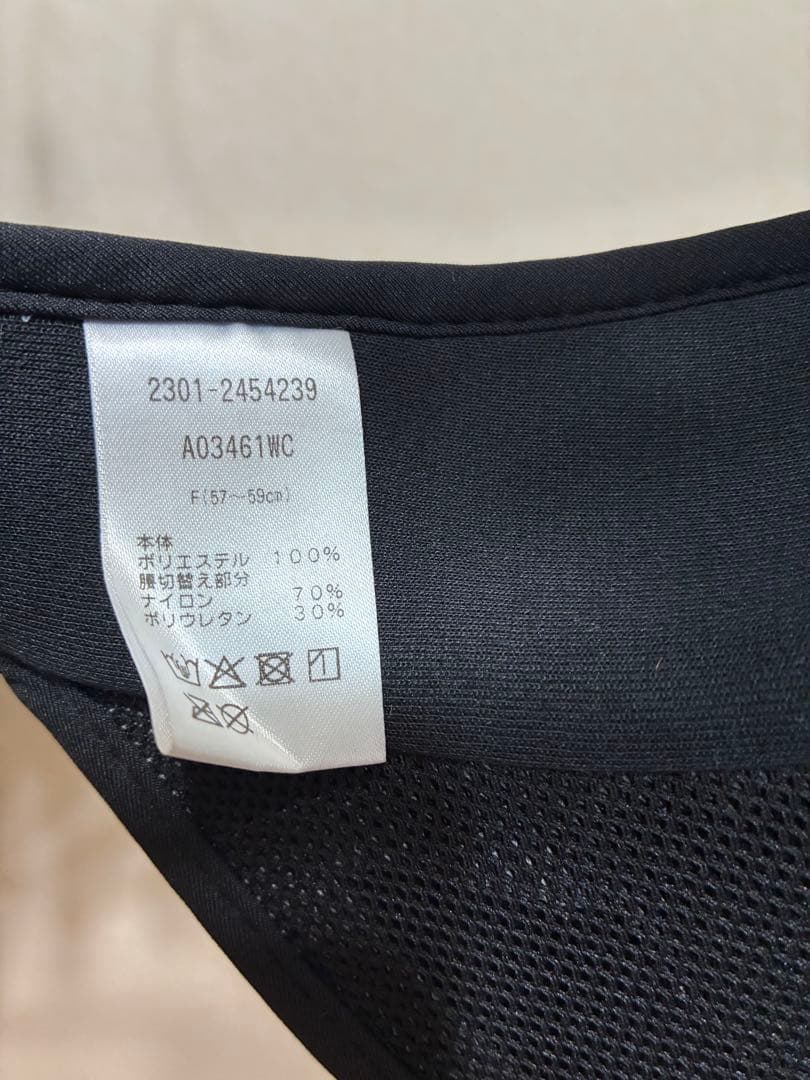 2301-2454239
A03461WC
F(57～59cm)
本体
ポリエステル 100%
腰切替え部分
ナイロン 70%
ポリウレタン 30%